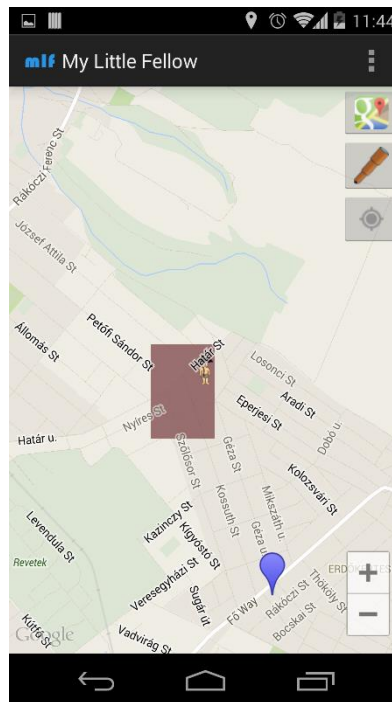 11:44
mlf My Little Fellow
Rákóczi Ferenc St
József Attila St
Állomás St
Petőfi Sándor St
Határ St
Losonci St
Aradi St
Eperjesi St
Dobó u.
Nyíres St
Határ u.
Szőlősor St
Géza St
Kolozsvári St
Kossuth St
Mikszáth u.
Géza u.
Levendula St
Kazinczy St
Kígyóstó St
Revetek
Veresegyházi St
Sugár út
Fő Way
Rákóczi St
Thököly St
Bocskai St
Kútfő St
Vadvirág St
Google
+
−